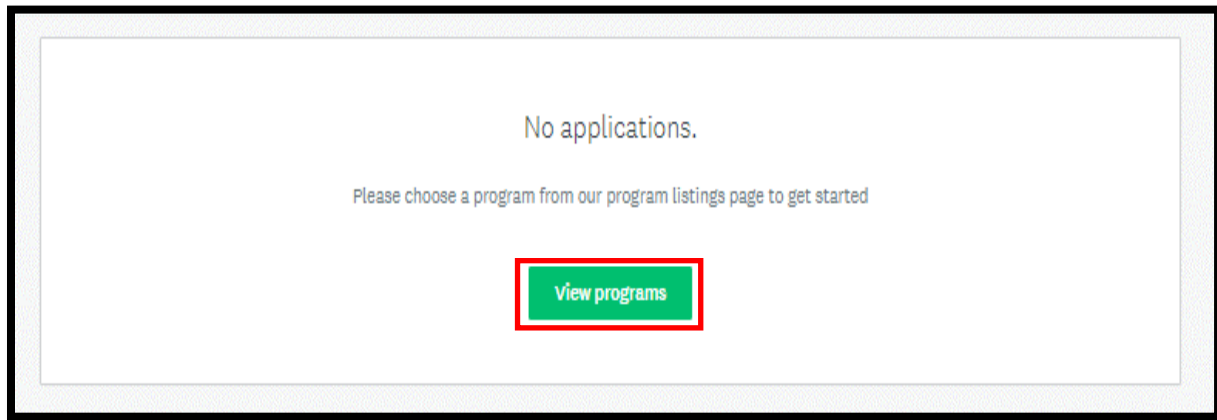 No applications.
Please choose a program from our program listings page to get started
View programs